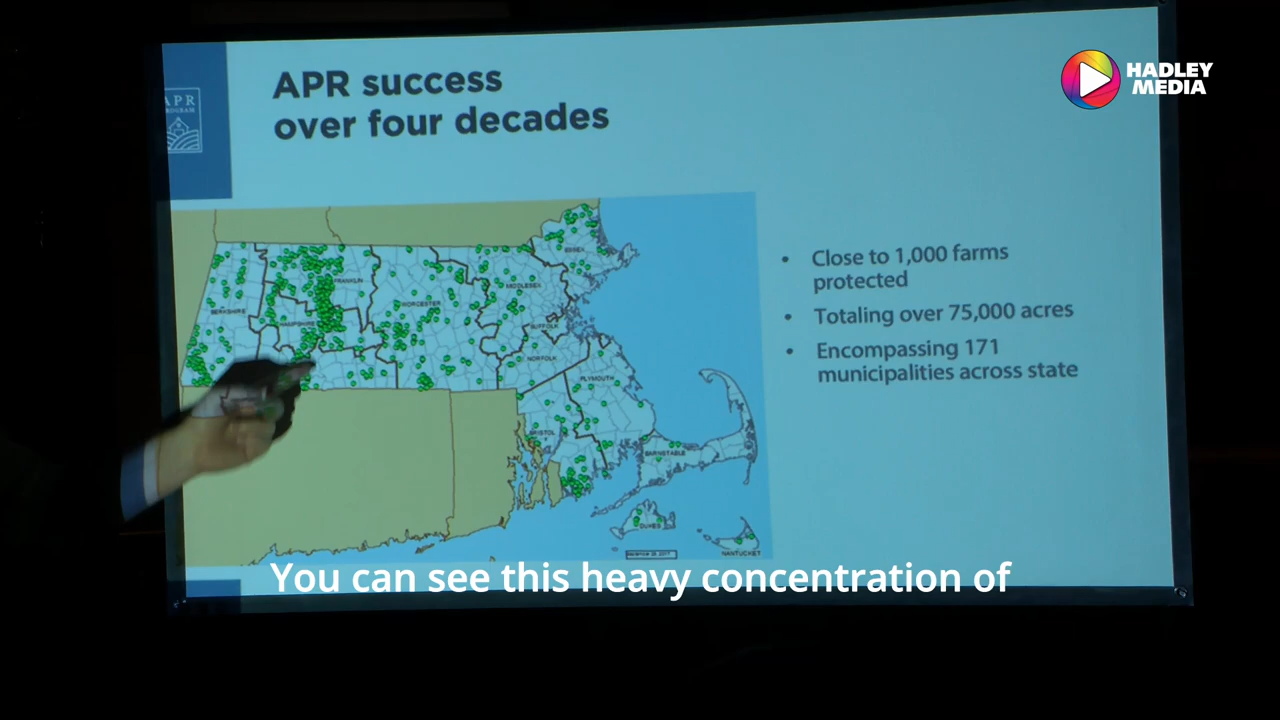 HADLEY
MEDIA
APR success
over four decades
APR
PROGRAM
Close to 1,000 farms
protected
Totaling over 75,000 acres
Encompassing 171
municipalities across state
ESSEX
FRANKLIN
MIDDLESEX
BERKSHIRE
WORCESTER
HAMPSHIRE
SUFFOLK
NORFOLK
PLYMOUTH
BRISTOL
BARNSTABLE
DUKES
NANTUCKET
You can see this heavy concentration of